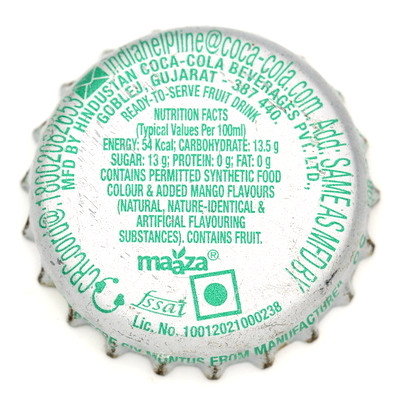 indiahelpline@coca-cola.com, Add: SAME AS MFD BY
MFD BY HINDUSTAN COCA-COLA BEVERAGES PVT. LTD.,
GOBLEJ, GUJARAT - 387 440.
READY-TO-SERVE FRUIT DRINK
NUTRITION FACTS
(Typical Values Per 100ml)
ENERGY: 54 Kcal; CARBOHYDRATE: 13.5 g
SUGAR: 13 g; PROTEIN: 0 g; FAT: 0 g
CONTAINS PERMITTED SYNTHETIC FOOD
COLOUR & ADDED MANGO FLAVOURS
(NATURAL, NATURE-IDENTICAL &
ARTIFICIAL FLAVOURING
SUBSTANCES). CONTAINS FRUIT.
maaza®
fssai
Lic. No. 10012021000238
SIX MONTHS FROM MANUFACTURE